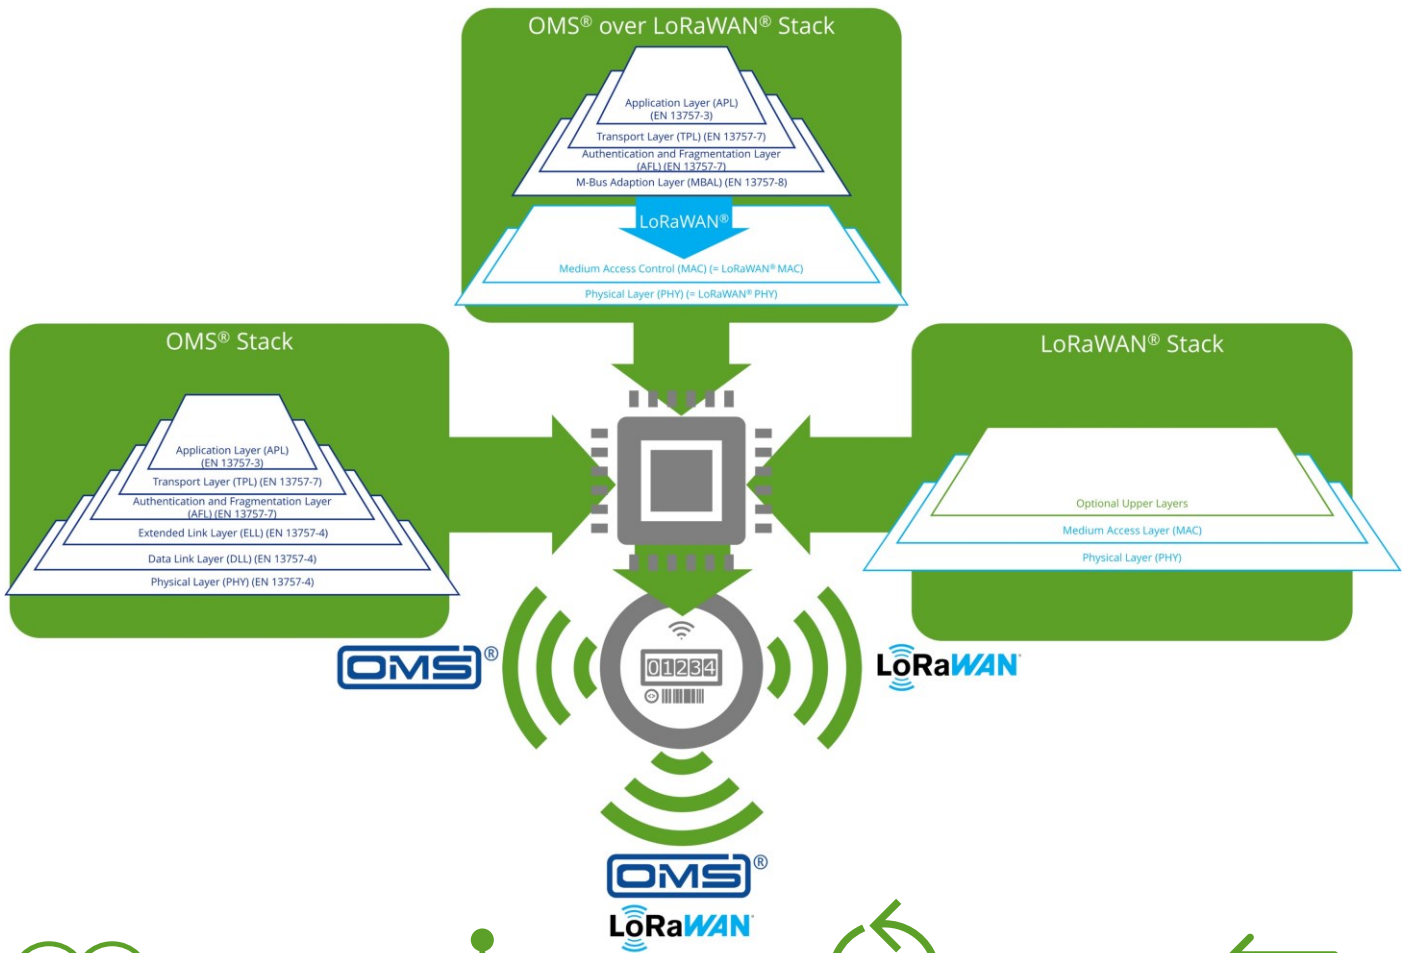 OMS® over LoRaWAN® Stack
Application Layer (APL)
(EN 13757-3)
Transport Layer (TPL) (EN 13757-7)
Authentication and Fragmentation Layer
(AFL) (EN 13757-7)
M-Bus Adaption Layer (MBAL) (EN 13757-8)
LoRaWAN®
Medium Access Control (MAC) (= LoRaWAN® MAC)
Physical Layer (PHY) (= LoRaWAN® PHY)
OMS® Stack
Application Layer (APL)
(EN 13757-3)
Transport Layer (TPL) (EN 13757-7)
Authentication and Fragmentation Layer
(AFL) (EN 13757-7)
Extended Link Layer (ELL) (EN 13757-4)
Data Link Layer (DLL) (EN 13757-4)
Physical Layer (PHY) (EN 13757-4)
LoRaWAN® Stack
Optional Upper Layers
Medium Access Layer (MAC)
Physical Layer (PHY)
OMS®
01234
LoRaWAN
OMS®
LoRaWAN